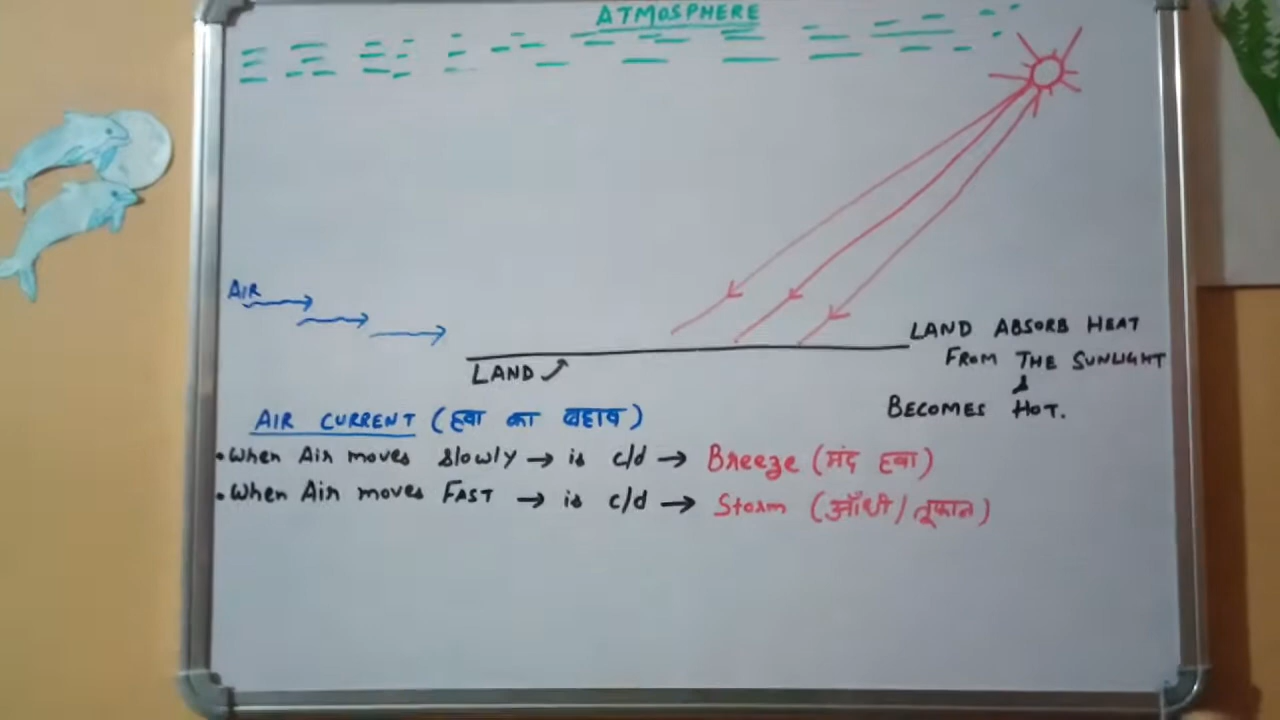 ATMOSPHERE
AIR
LAND ABSORB HEAT
FROM THE SUNLIGHT
&
BECOMES HOT.
LAND
AIR CURRENT (हवा का बहाव)
• When Air moves slowly → is c/d → Breeze (मंद हवा)
• When Air moves FAST → is c/d → Storm (आँधी/तूफान)